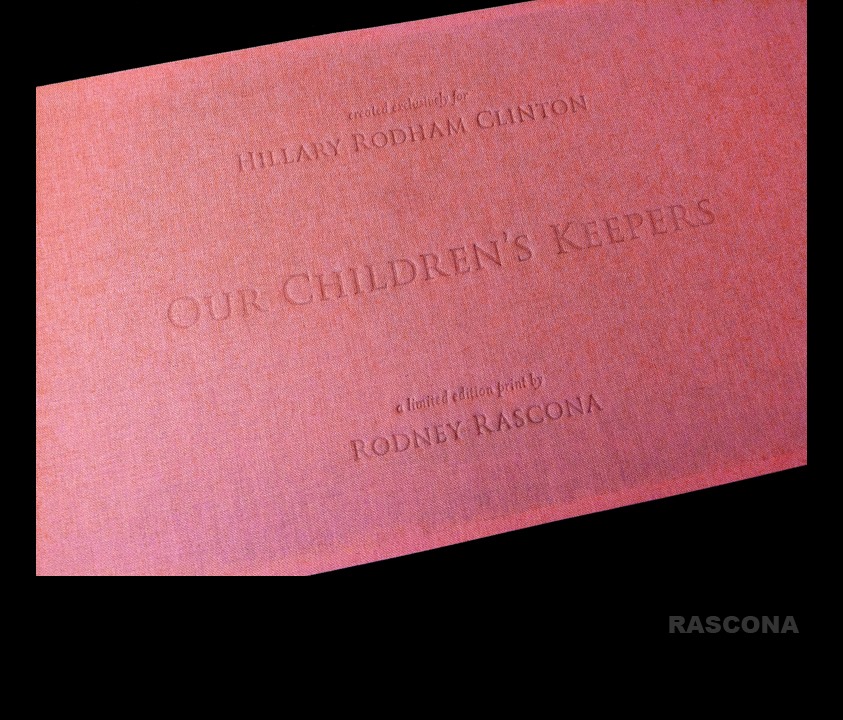 created exclusively for
HILLARY RODHAM CLINTON
OUR CHILDREN'S KEEPERS
a limited edition print by
RODNEY RASCONA
RASCONA